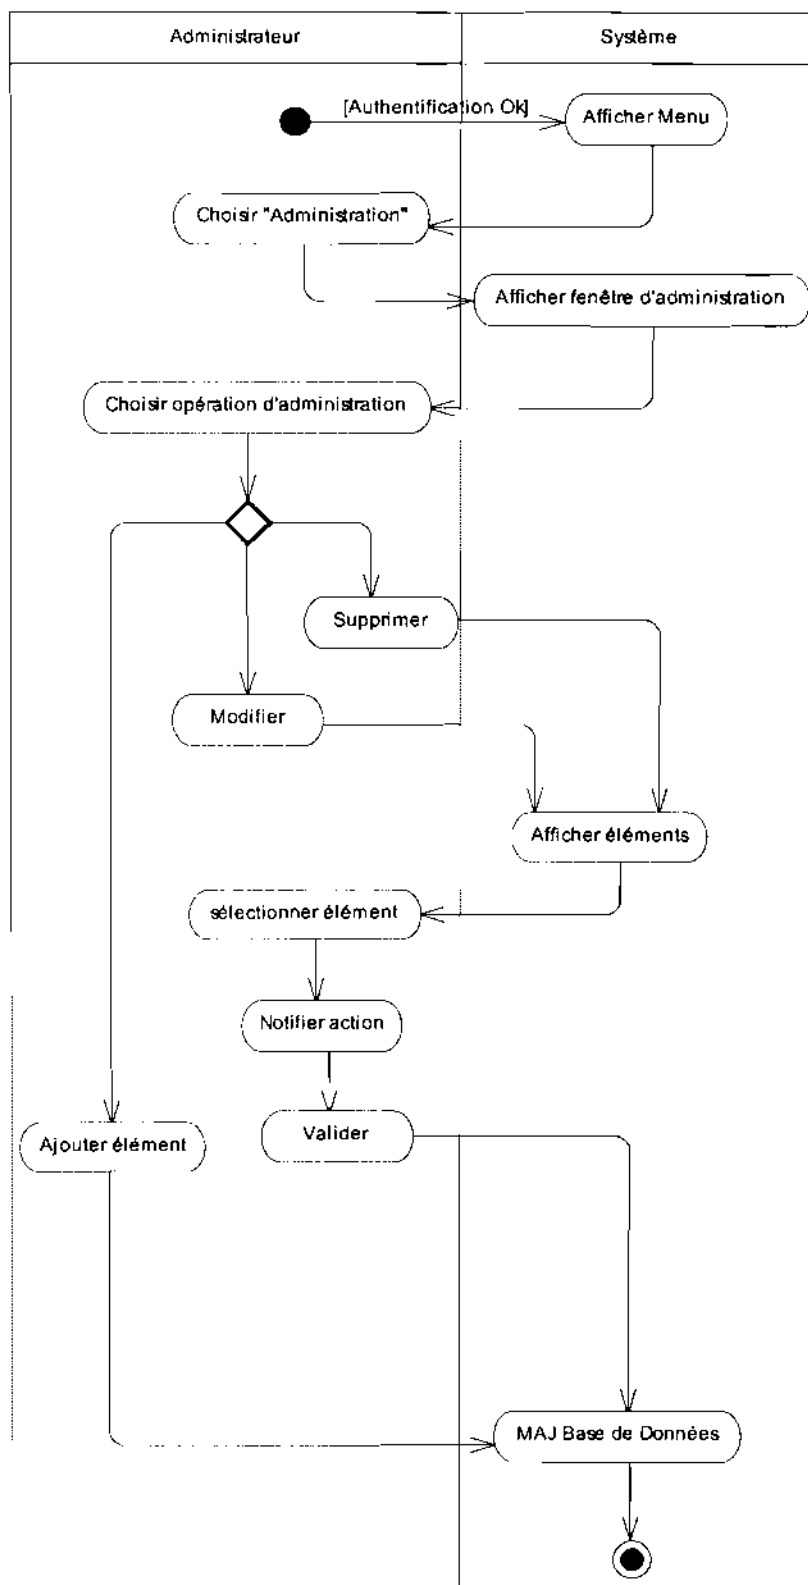 Administrateur
Système
[Authentification Ok]
Afficher Menu
Choisir "Administration"
Afficher fenêtre d'administration
Choisir opération d'administration
Supprimer
Modifier
Afficher éléments
sélectionner élément
Notifier action
Valider
Ajouter élément
MAJ Base de Données